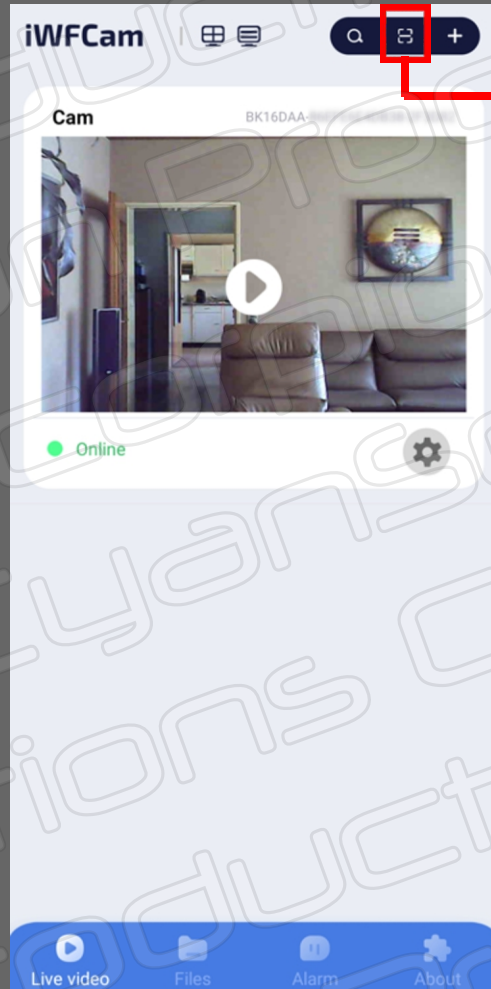 iWFCam
Cam
BK16DAA-
Online
Live video
Files
Alarm
About